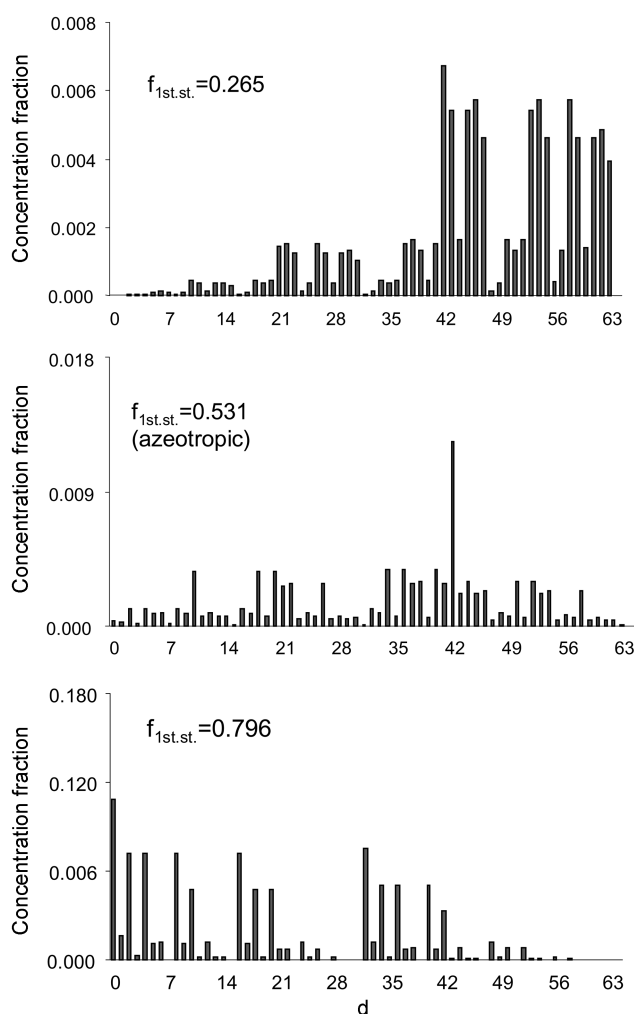 0.008
0.006
0.004
0.002
0.000
Concentration fraction
f1st.st.=0.265
0 7 14 21 28 35 42 49 56 63
0.018
0.009
0.000
Concentration fraction
f1st.st.=0.531
(azeotropic)
0 7 14 21 28 35 42 49 56 63
0.180
0.120
0.006
0.000
Concentration fraction
f1st.st.=0.796
0 7 14 21 28 35 42 49 56 63
d